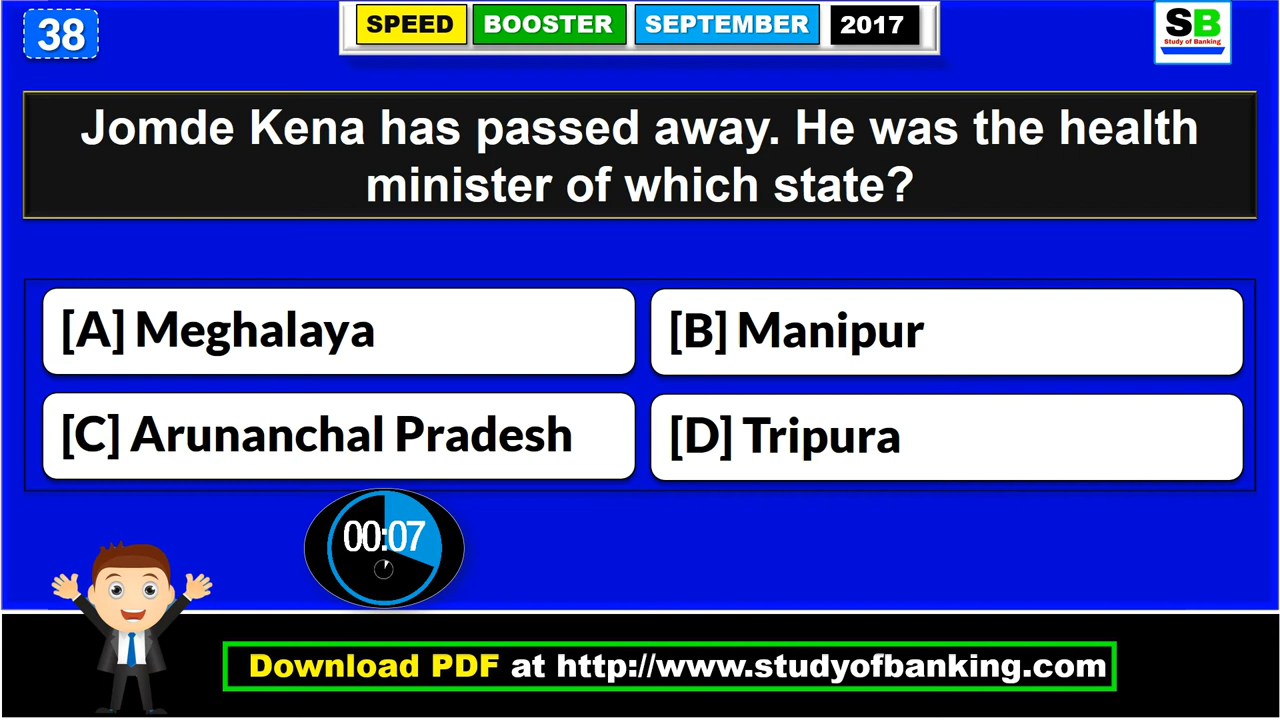 38
SPEED BOOSTER SEPTEMBER 2017
SB
Study of Banking
Jomde Kena has passed away. He was the health
minister of which state?
[A] Meghalaya
[B] Manipur
[C] Arunanchal Pradesh
[D] Tripura
00:07
Download PDF at http://www.studyofbanking.com